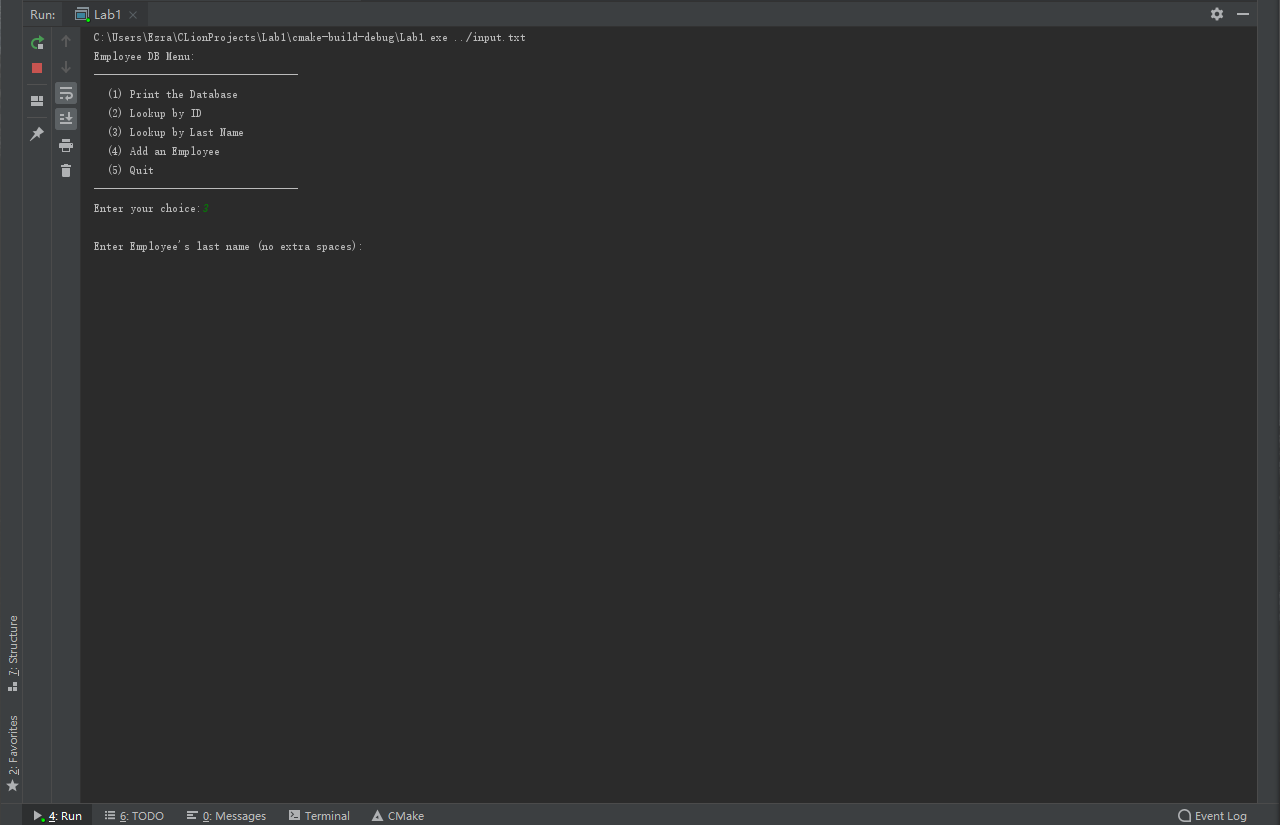 Run: Lab1
C:\Users\Ezra\CLionProjects\Lab1\cmake-build-debug\Lab1.exe ../input.txt
Employee DB Menu:
(1) Print the Database
(2) Lookup by ID
(3) Lookup by Last Name
(4) Add an Employee
(5) Quit
Enter your choice:3
Enter Employee's last name (no extra spaces):
7: Structure
2: Favorites
4: Run 6: TODO 0: Messages Terminal CMake Event Log